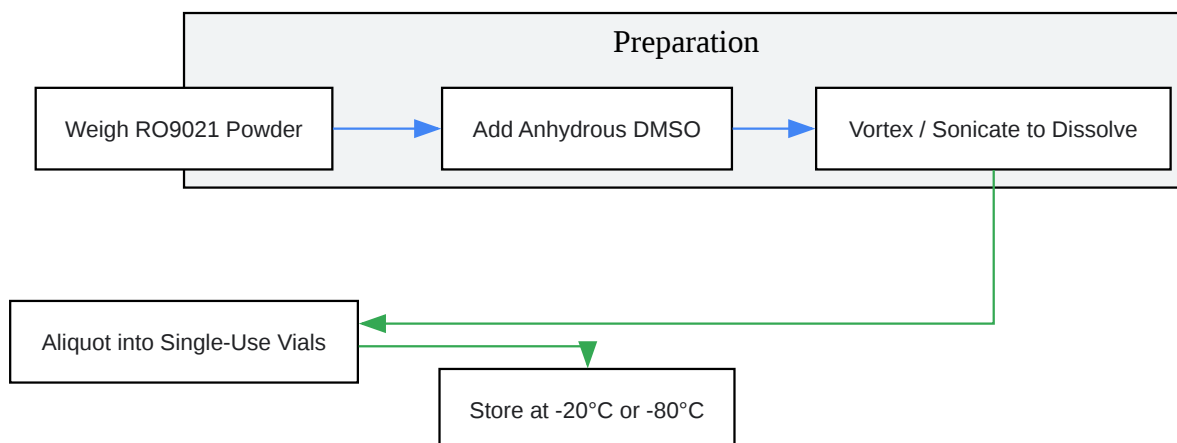 Preparation
Weigh RO9021 Powder
Add Anhydrous DMSO
Vortex / Sonicate to Dissolve
Aliquot into Single-Use Vials
Store at -20°C or -80°C